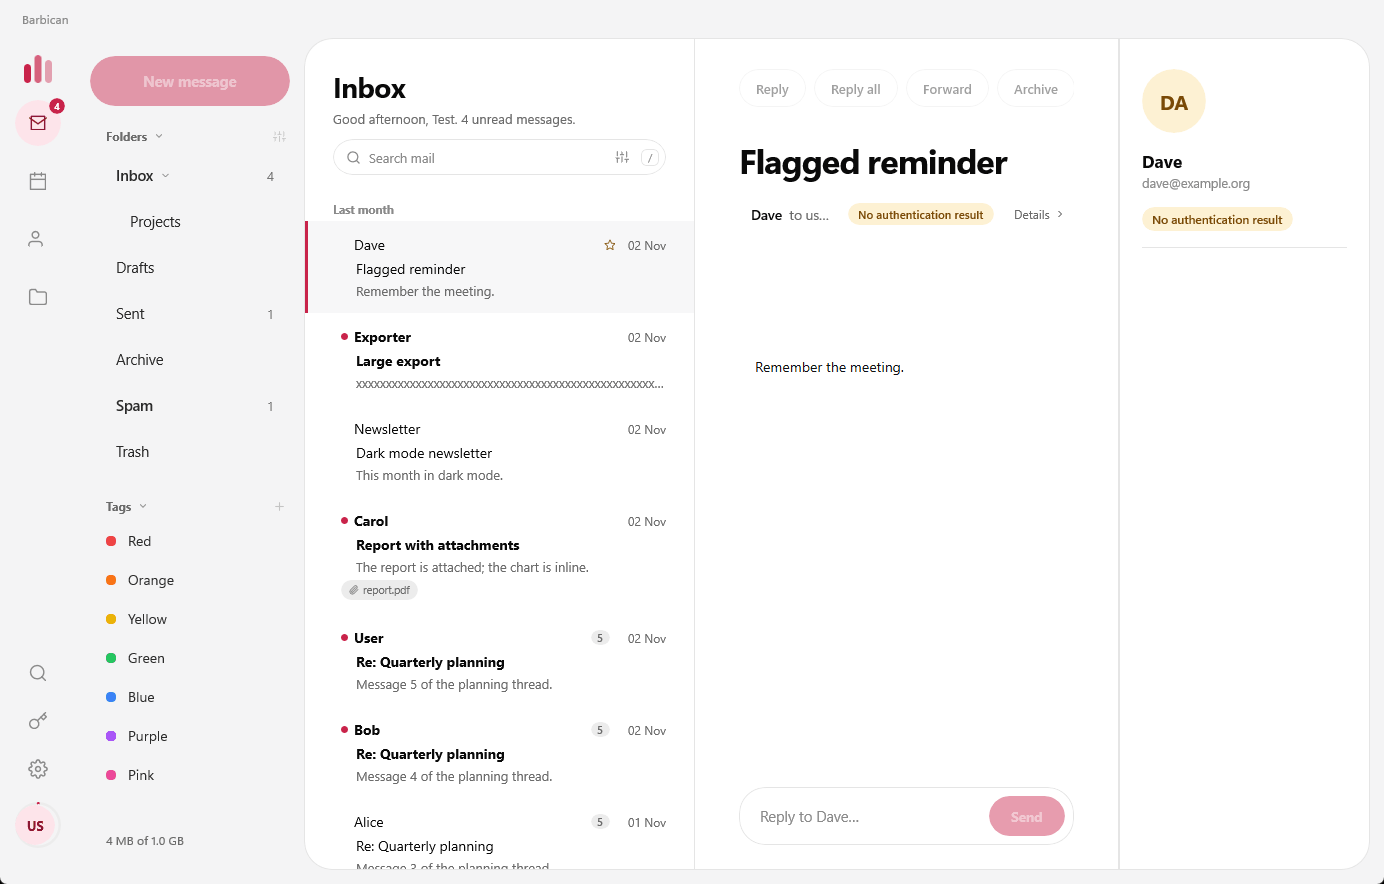 Barbican
4
New message
Folders
Inbox 4
Projects
Drafts
Sent 1
Archive
Spam 1
Trash
Tags
Red
Orange
Yellow
Green
Blue
Purple
Pink
US
4 MB of 1.0 GB
Inbox
Good afternoon, Test. 4 unread messages.
Search mail /
Last month
Dave 02 Nov
Flagged reminder
Remember the meeting.
Exporter 02 Nov
Large export
xxxxxxxxxxxxxxxxxxxxxxxxxxxxxxxxxxxxxxxxxxxxxxxxxxx...
Newsletter 02 Nov
Dark mode newsletter
This month in dark mode.
Carol 02 Nov
Report with attachments
The report is attached; the chart is inline.
report.pdf
User 5 02 Nov
Re: Quarterly planning
Message 5 of the planning thread.
Bob 5 02 Nov
Re: Quarterly planning
Message 4 of the planning thread.
Alice 5 01 Nov
Re: Quarterly planning
Message 3 of the planning thread.
Reply Reply all Forward Archive
Flagged reminder
Dave to us... No authentication result Details
Remember the meeting.
Reply to Dave... Send
DA
Dave
dave@example.org
No authentication result